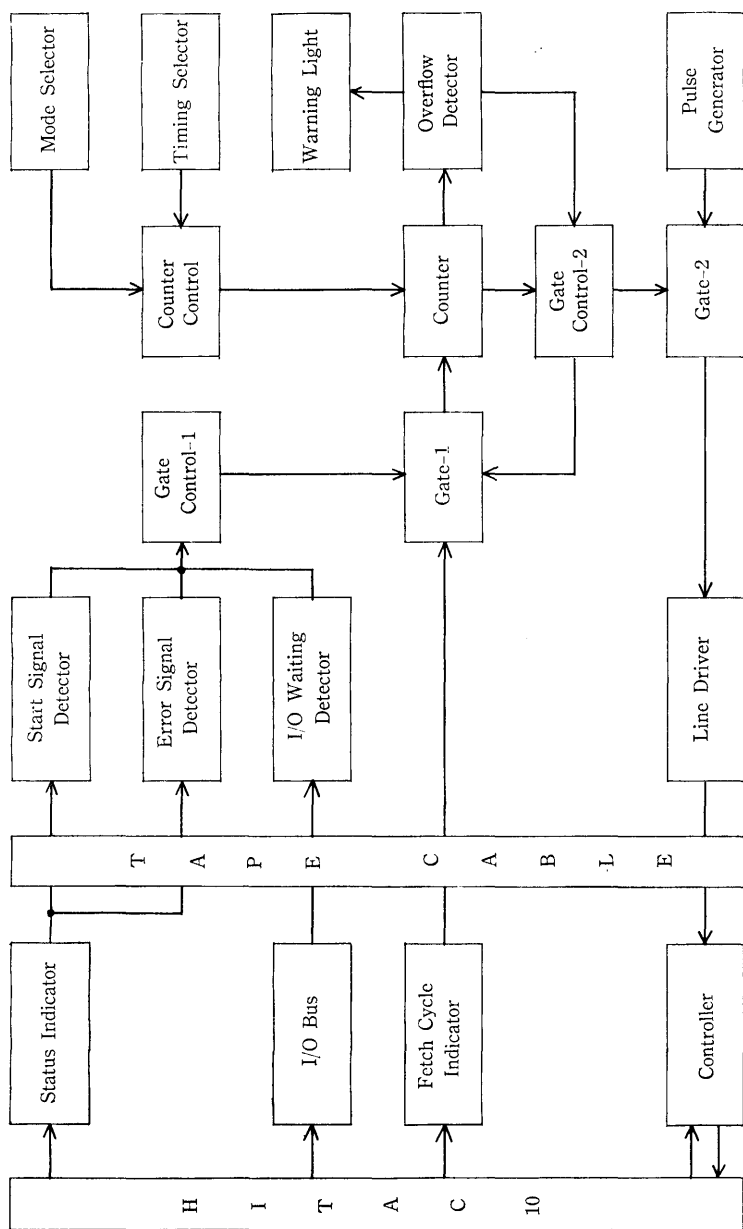 Mode Selector
Timing Selector
Warning Light
Overflow
Detector
Pulse
Generator
Counter
Control
Counter
Gate
Control-2
Gate-2
Gate
Control-1
Gate-1
Start Signal
Detector
Error Signal
Detector
I/O Waiting
Detector
Line Driver
T A P E C A B L E
Status Indicator
I/O Bus
Fetch Cycle
Indicator
Controller
H I T A C 10